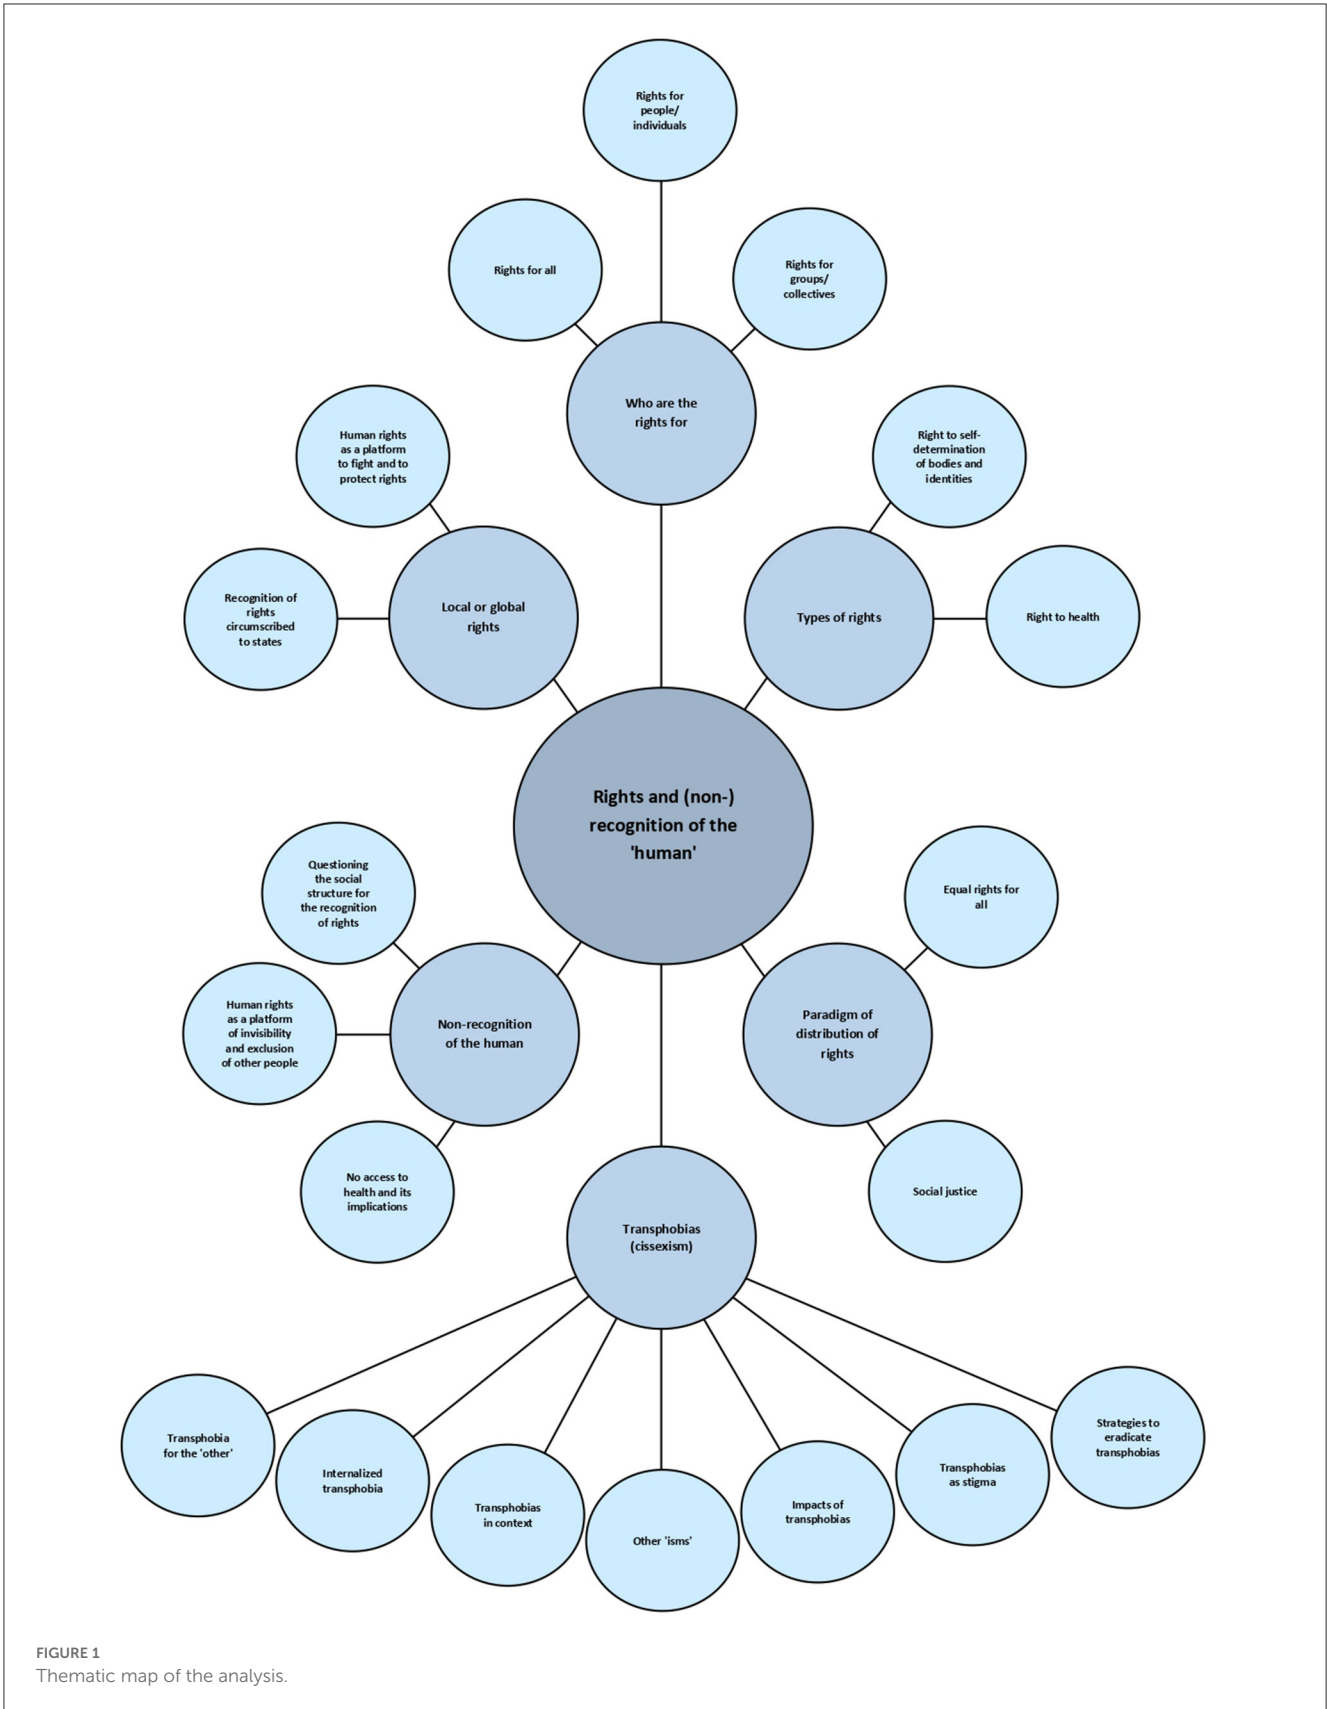 Rights for
people/
individuals
Rights for all
Rights for
groups/
collectives
Who are the
rights for
Human rights
as a platform
to fight and to
protect rights
Right to self-
determination
of bodies and
identities
Recognition of
rights
circumscribed
to states
Local or global
rights
Types of rights
Right to health
Rights and (non-)
recognition of the
'human'
Questioning
the social
structure for
the recognition
of rights
Equal rights for
all
Human rights
as a platform
of invisibility
and exclusion
of other people
Non-recognition
of the human
Paradigm of
distribution of
rights
No access to
health and its
implications
Social justice
Transphobias
(cissexism)
Transphobia
for the 'other'
Internalized
transphobia
Transphobias
in context
Other 'isms'
Impacts of
transphobias
Transphobias
as stigma
Strategies to
eradicate
transphobias
FIGURE 1
Thematic map of the analysis.